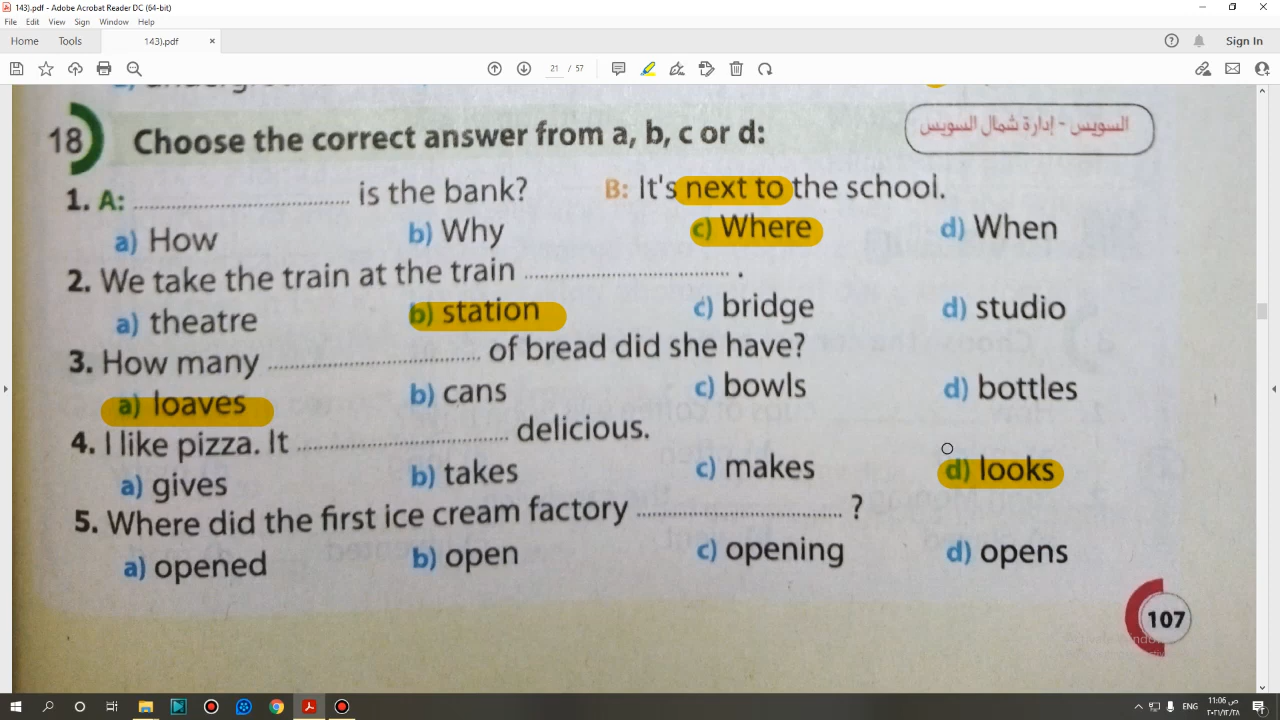 143).pdf - Adobe Acrobat Reader DC (64-bit)
File Edit View Sign Window Help
Home Tools 143).pdf × Sign In
21 / 57
18 Choose the correct answer from a, b, c or d: السويس - إدارة شمال السويس
1. A: .............................. is the bank? B: It's next to the school.
a) How b) Why c) Where d) When
2. We take the train at the train .............................. .
a) theatre b) station c) bridge d) studio
3. How many .............................. of bread did she have?
a) loaves b) cans c) bowls d) bottles
4. I like pizza. It .............................. delicious.
a) gives b) takes c) makes d) looks
5. Where did the first ice cream factory .............................. ?
a) opened b) open c) opening d) opens
107
ENG 11:06 ص